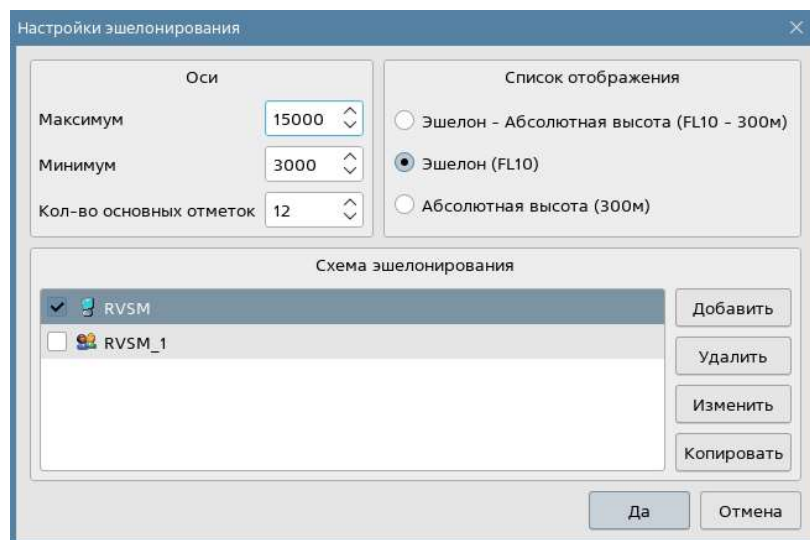 Настройки эшелонирования
Оси
Максимум 15000
Минимум 3000
Кол-во основных отметок 12
Список отображения
Эшелон - Абсолютная высота (FL10 - 300м)
Эшелон (FL10)
Абсолютная высота (300м)
Схема эшелонирования
RVSM
RVSM_1
Добавить
Удалить
Изменить
Копировать
Да Отмена